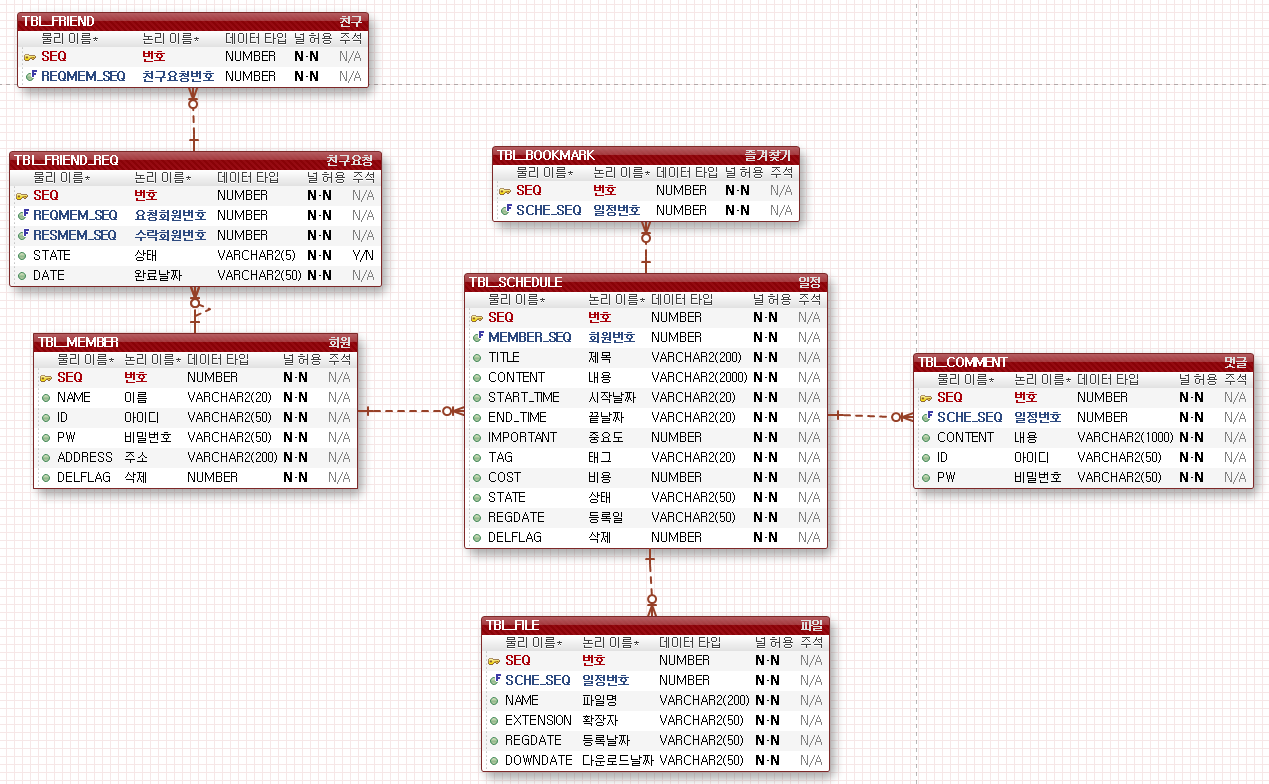 TBL_FRIEND 친구
물리 이름* 논리 이름* 데이터 타입 널 허용 주석
SEQ 번호 NUMBER N-N N/A
REQMEM_SEQ 친구요청번호 NUMBER N-N N/A
TBL_FRIEND_REQ 친구요청
물리 이름* 논리 이름* 데이터 타입 널 허용 주석
SEQ 번호 NUMBER N-N N/A
REQMEM_SEQ 요청회원번호 NUMBER N-N N/A
RESMEM_SEQ 수락회원번호 NUMBER N-N N/A
STATE 상태 VARCHAR2(5) N-N Y/N
DATE 완료날짜 VARCHAR2(50) N-N N/A
TBL_MEMBER 회원
물리 이름* 논리 이름* 데이터 타입 널 허용 주석
SEQ 번호 NUMBER N-N N/A
NAME 이름 VARCHAR2(20) N-N N/A
ID 아이디 VARCHAR2(50) N-N N/A
PW 비밀번호 VARCHAR2(50) N-N N/A
ADDRESS 주소 VARCHAR2(200) N-N N/A
DELFLAG 삭제 NUMBER N-N N/A
TBL_BOOKMARK 즐겨찾기
물리 이름* 논리 이름* 데이터 타입 널 허용 주석
SEQ 번호 NUMBER N-N N/A
SCHE_SEQ 일정번호 NUMBER N-N N/A
TBL_SCHEDULE 일정
물리 이름* 논리 이름* 데이터 타입 널 허용 주석
SEQ 번호 NUMBER N-N N/A
MEMBER_SEQ 회원번호 NUMBER N-N N/A
TITLE 제목 VARCHAR2(200) N-N N/A
CONTENT 내용 VARCHAR2(2000) N-N N/A
START_TIME 시작날짜 VARCHAR2(20) N-N N/A
END_TIME 끝날짜 VARCHAR2(20) N-N N/A
IMPORTANT 중요도 NUMBER N-N N/A
TAG 태그 VARCHAR2(20) N-N N/A
COST 비용 NUMBER N-N N/A
STATE 상태 VARCHAR2(50) N-N N/A
REGDATE 등록일 VARCHAR2(50) N-N N/A
DELFLAG 삭제 NUMBER N-N N/A
TBL_FILE 파일
물리 이름* 논리 이름* 데이터 타입 널 허용 주석
SEQ 번호 NUMBER N-N N/A
SCHE_SEQ 일정번호 NUMBER N-N N/A
NAME 파일명 VARCHAR2(200) N-N N/A
EXTENSION 확장자 VARCHAR2(50) N-N N/A
REGDATE 등록날짜 VARCHAR2(50) N-N N/A
DOWNDATE 다운로드날짜 VARCHAR2(50) N-N N/A
TBL_COMMENT 댓글
물리 이름* 논리 이름* 데이터 타입 널 허용 주석
SEQ 번호 NUMBER N-N N/A
SCHE_SEQ 일정번호 NUMBER N-N N/A
CONTENT 내용 VARCHAR2(1000) N-N N/A
ID 아이디 VARCHAR2(50) N-N N/A
PW 비밀번호 VARCHAR2(50) N-N N/A